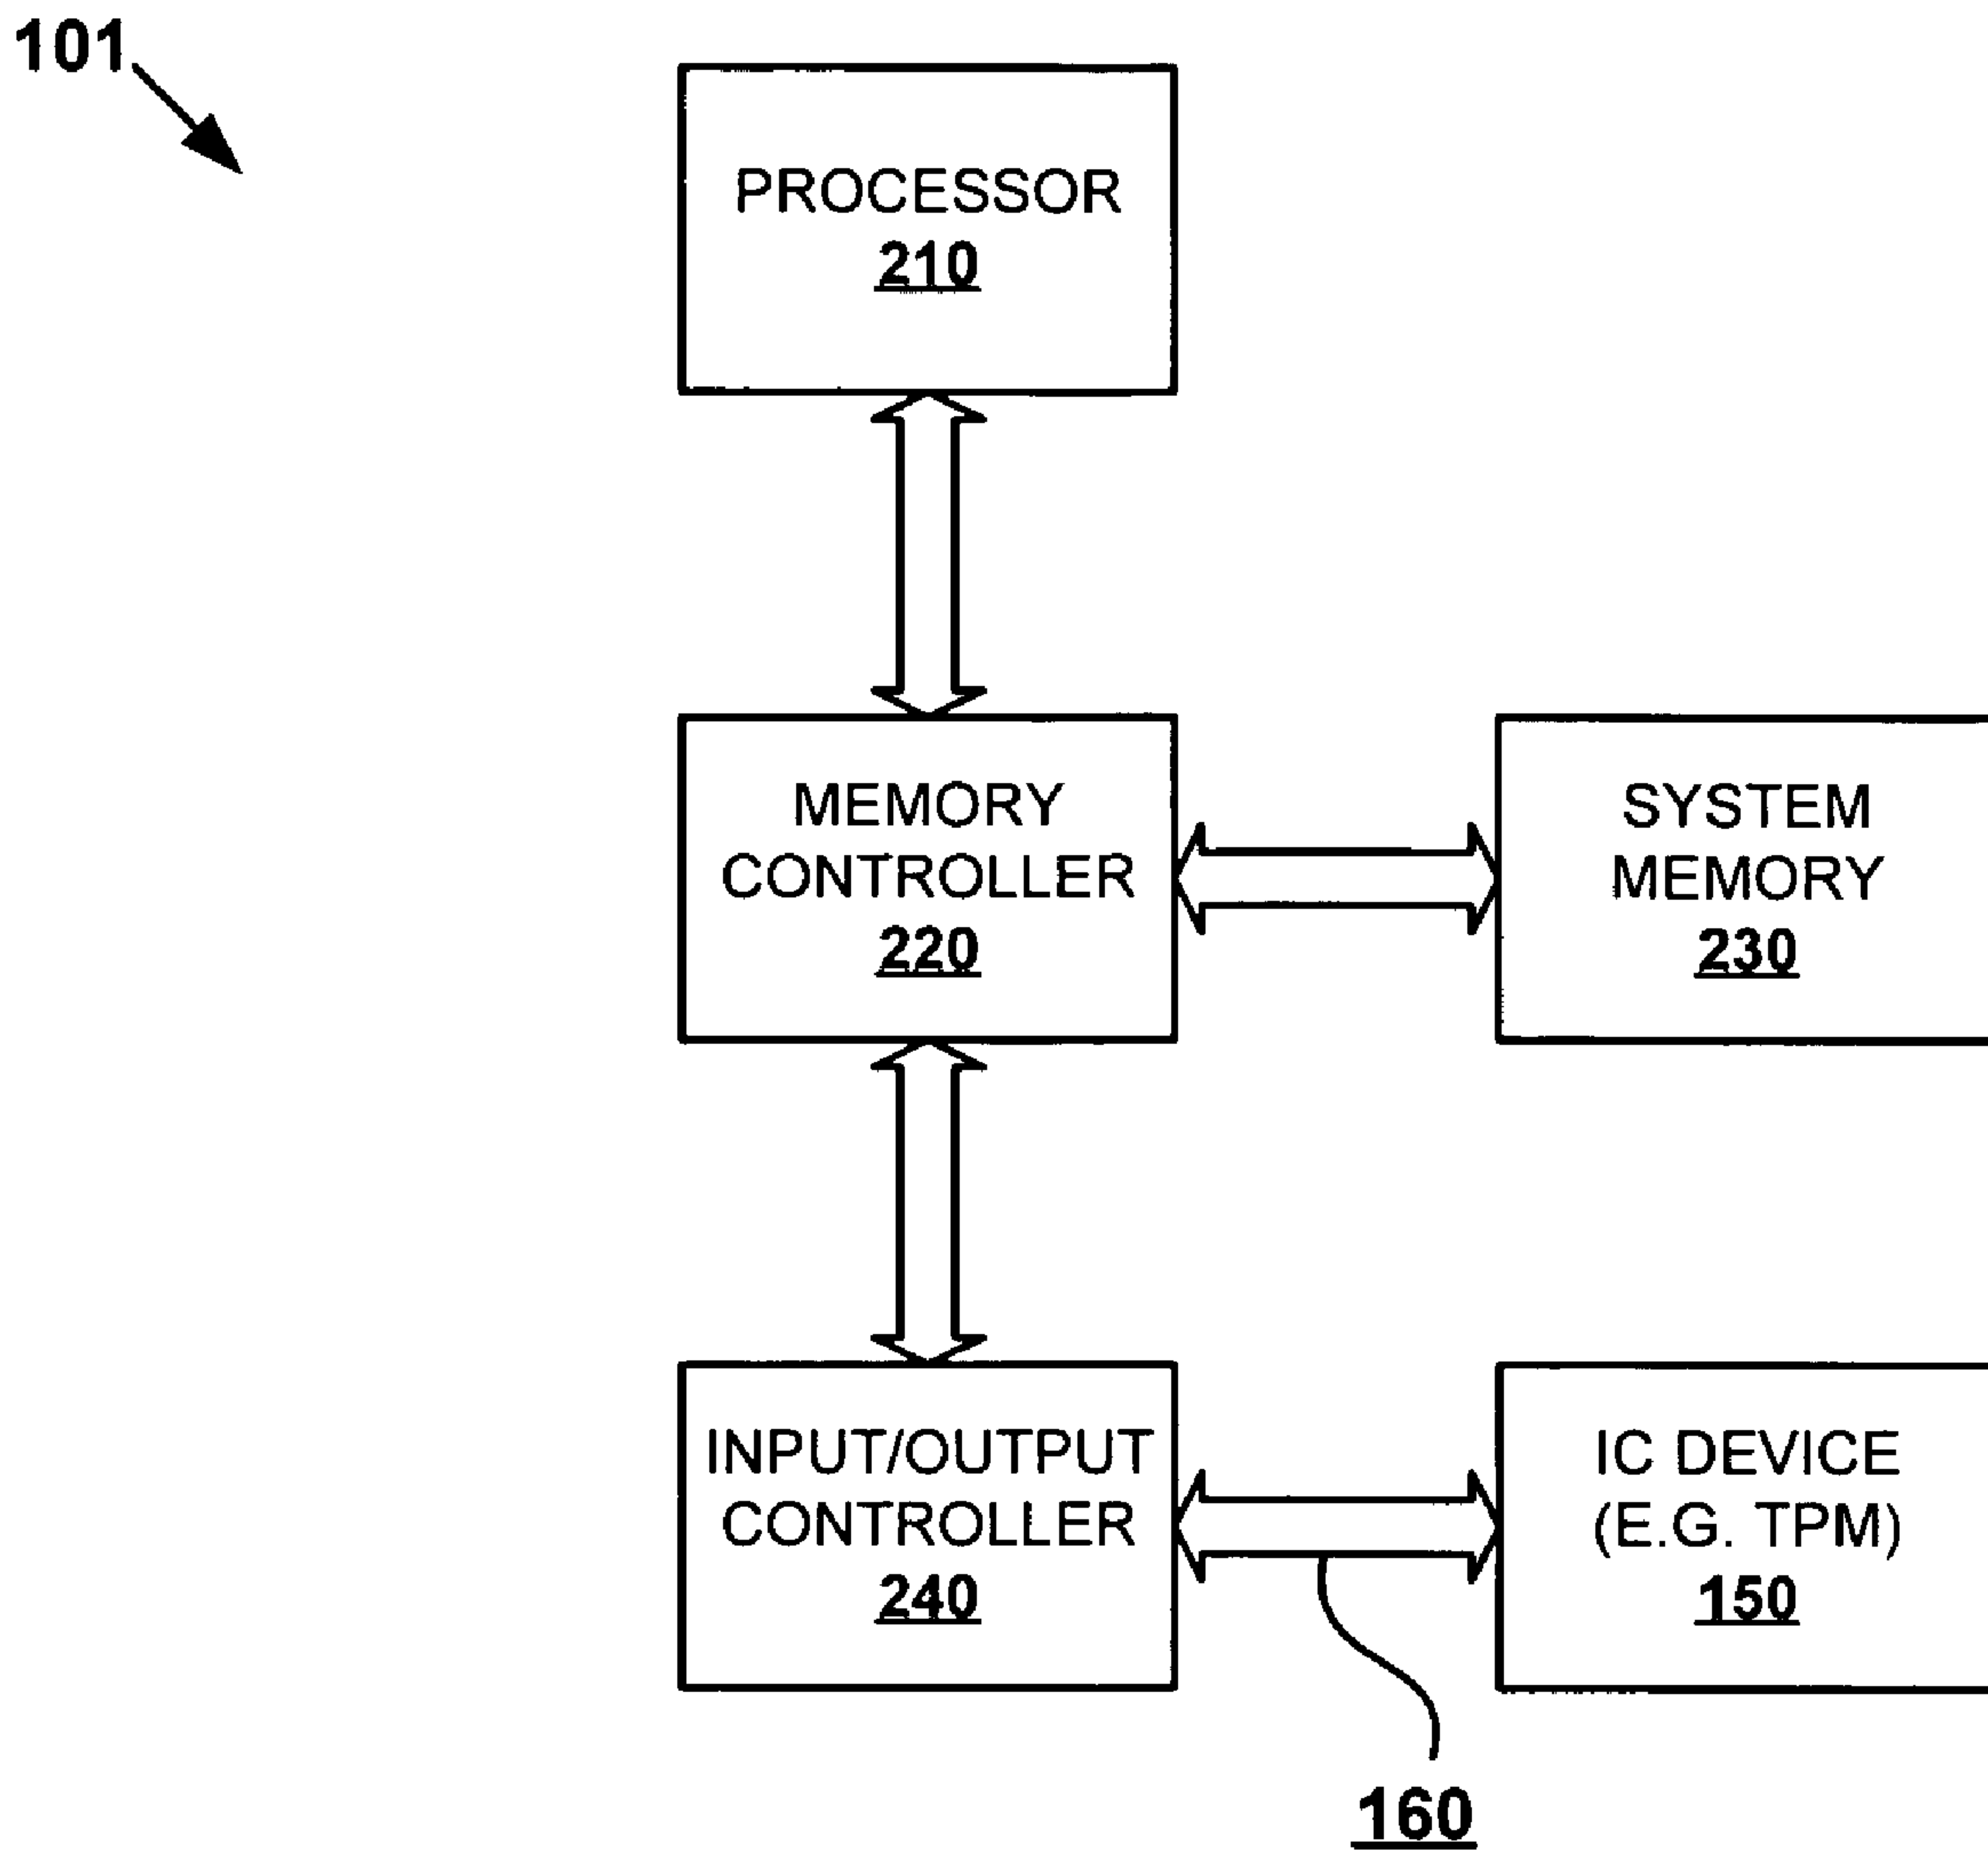 101
PROCESSOR
210
MEMORY
CONTROLLER
220
SYSTEM
MEMORY
230
INPUT/OUTPUT
CONTROLLER
240
IC DEVICE
(E.G. TPM)
150
160